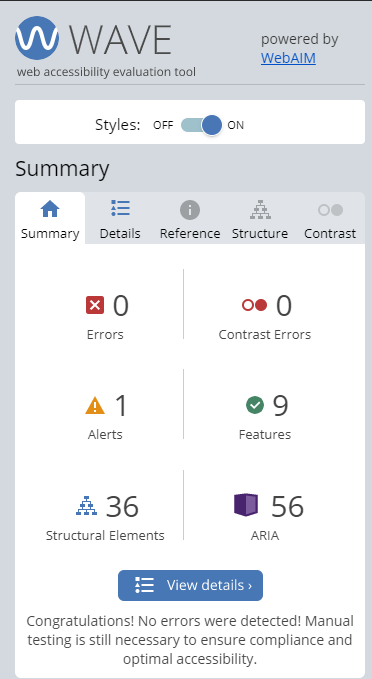 WAVE
web accessibility evaluation tool
powered by
WebAIM
Styles: OFF ON
Summary
Summary Details Reference Structure Contrast
0
Errors
0
Contrast Errors
1
Alerts
9
Features
36
Structural Elements
56
ARIA
View details ›
Congratulations! No errors were detected! Manual
testing is still necessary to ensure compliance and
optimal accessibility.